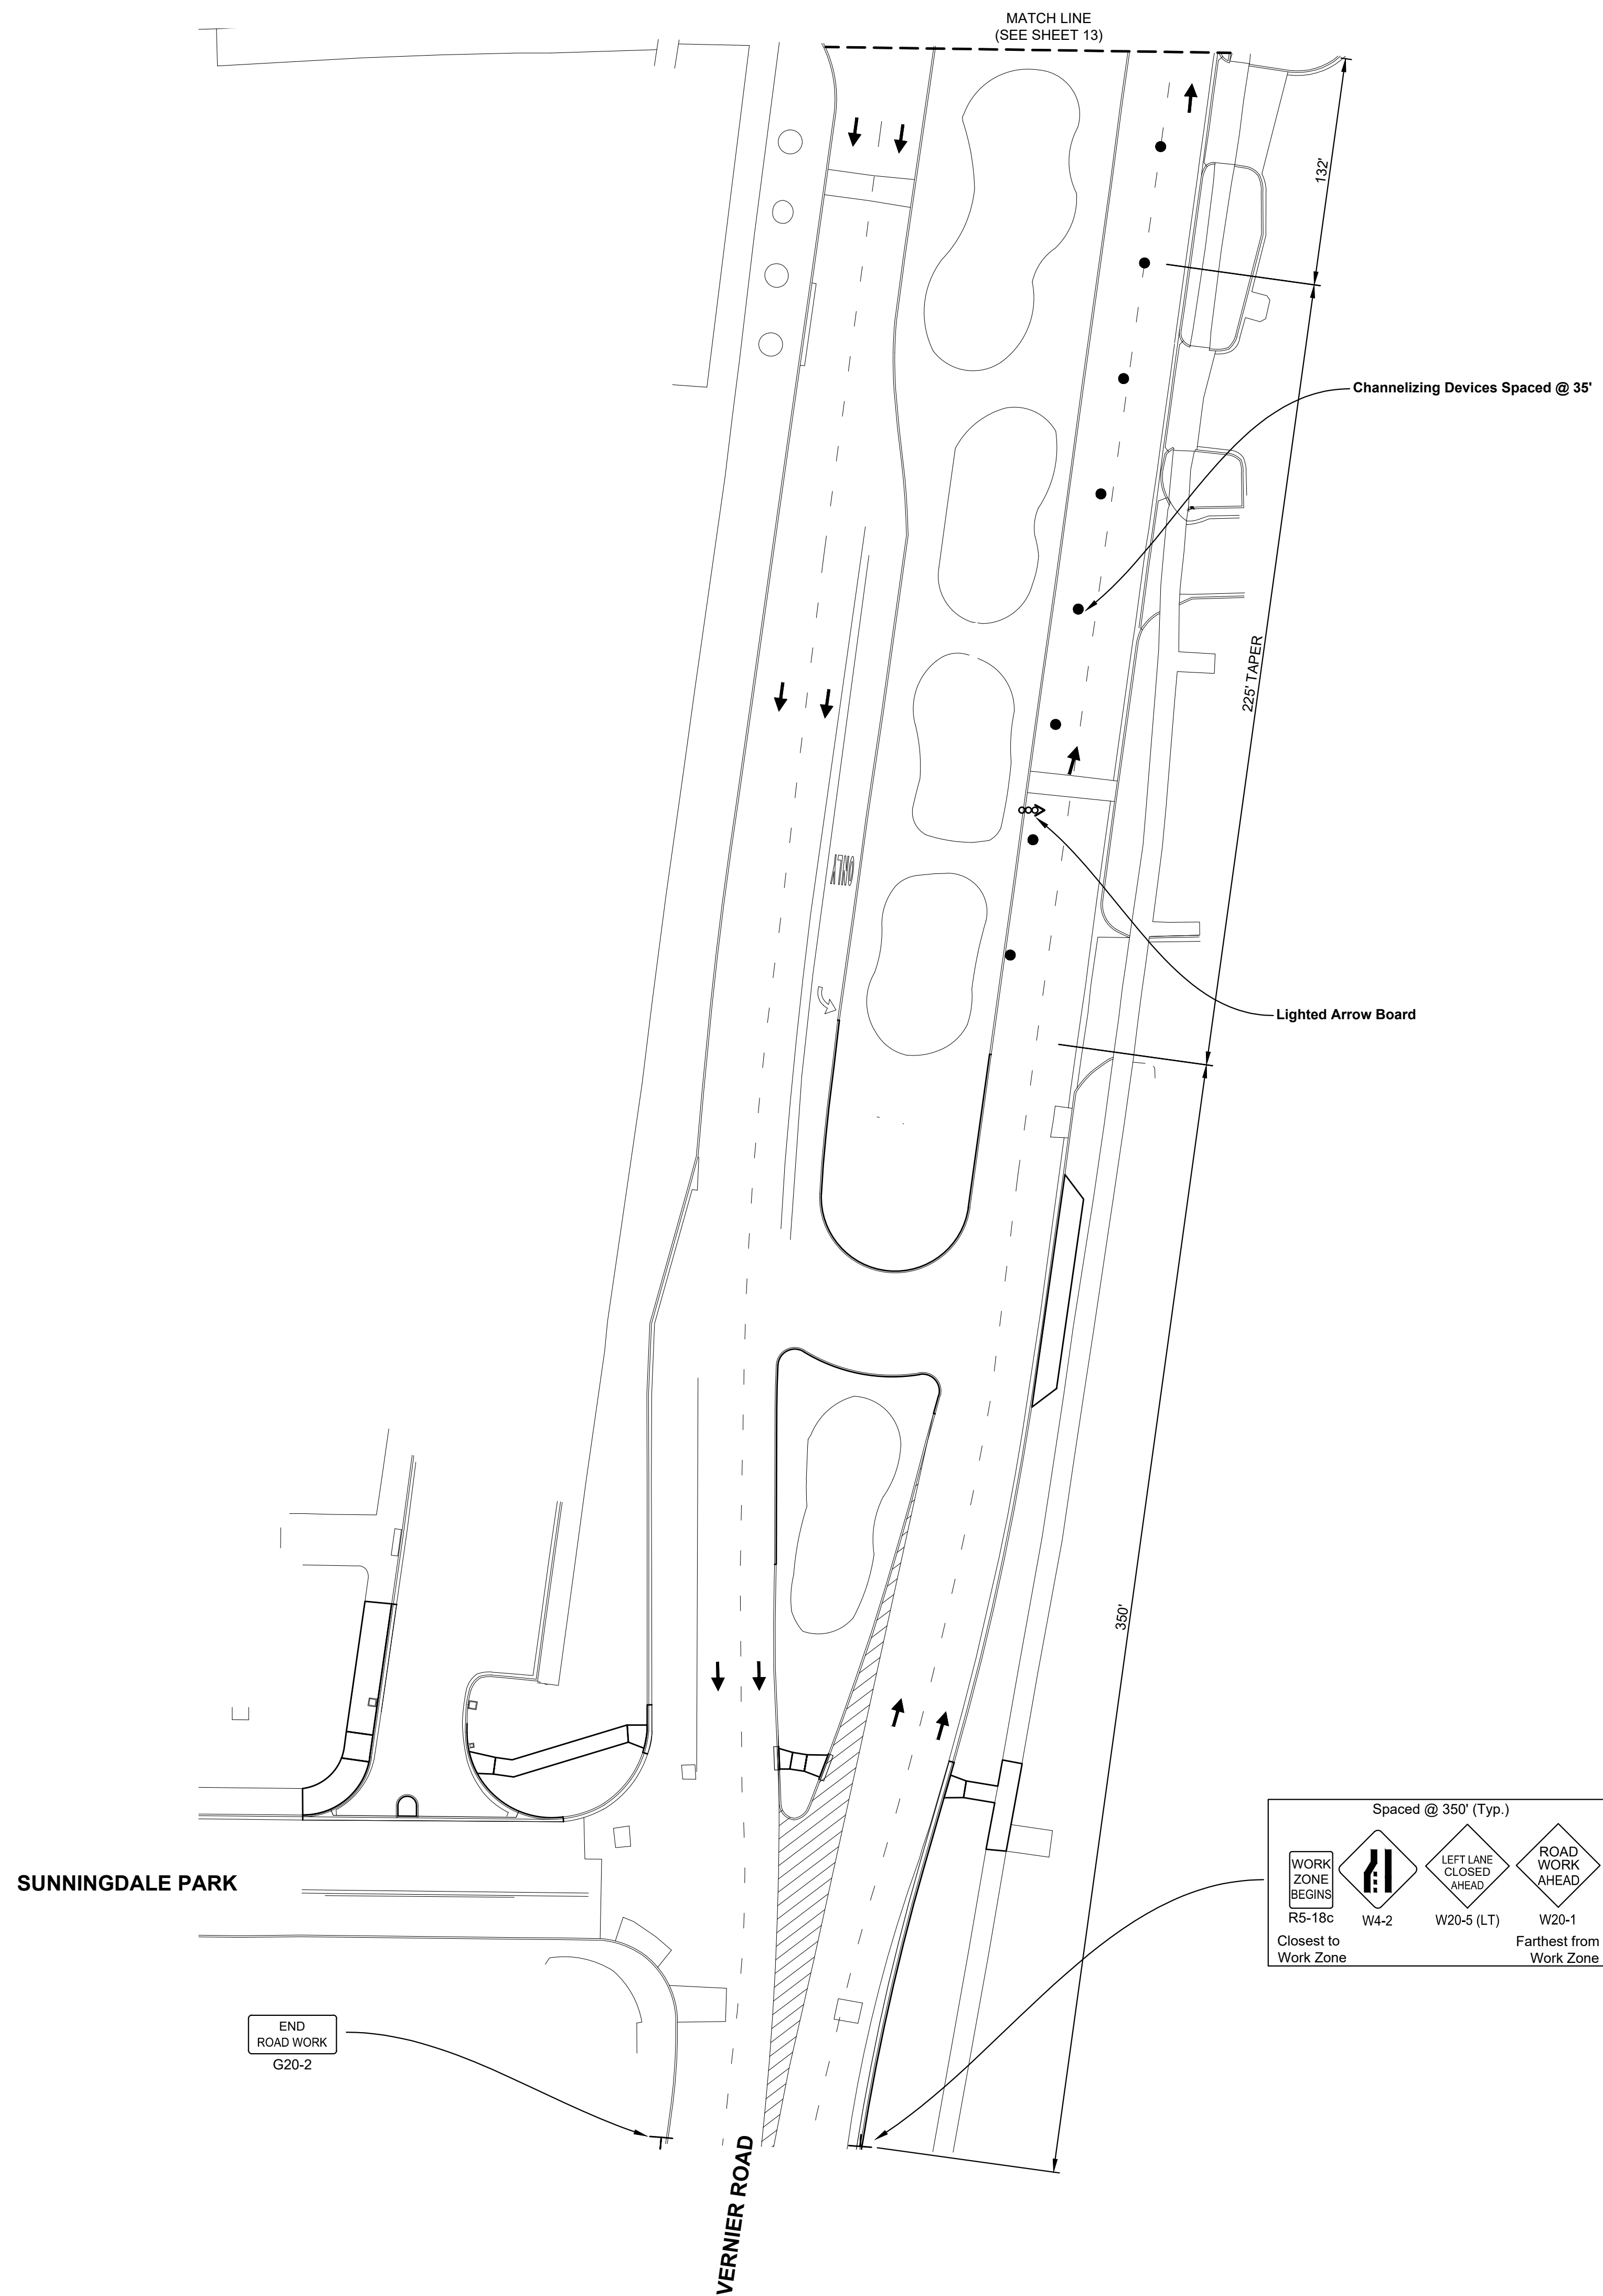 MATCH LINE
(SEE SHEET 13)
132'
Channelizing Devices Spaced @ 35'
225' TAPER
ONLY
Lighted Arrow Board
350'
Spaced @ 350' (Typ.)
WORK
ZONE
BEGINS
R5-18c
W4-2
LEFT LANE
CLOSED
AHEAD
W20-5 (LT)
ROAD
WORK
AHEAD
W20-1
Closest to
Work Zone
Farthest from
Work Zone
SUNNINGDALE PARK
END
ROAD WORK
G20-2
VERNIER ROAD